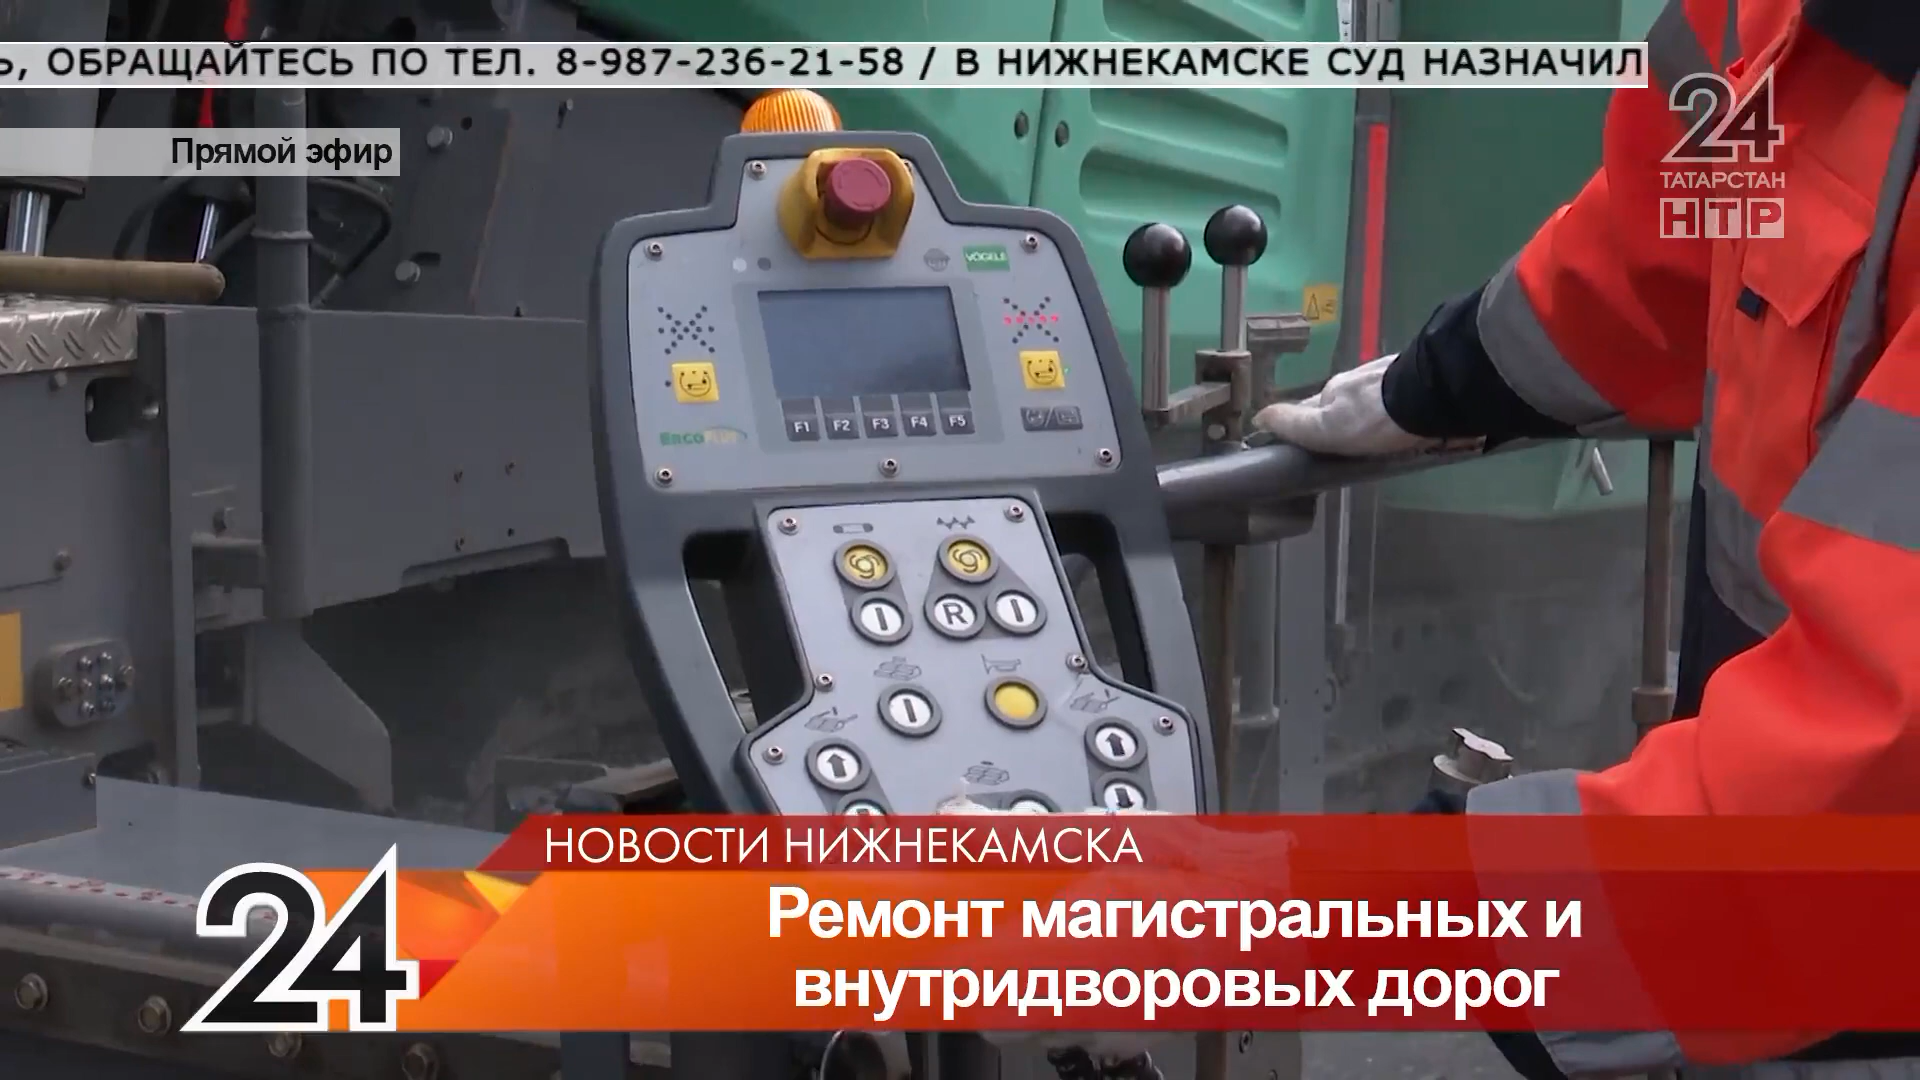 Ь, ОБРАЩАЙТЕСЬ ПО ТЕЛ. 8-987-236-21-58 / В НИЖНЕКАМСКЕ СУД НАЗНАЧИЛ
Прямой эфир
24
ТАТАРСТАН
НТР
VÖGELE
F1 F2 F3 F4 F5
R
НОВОСТИ НИЖНЕКАМСКА
24
Ремонт магистральных и
внутридворовых дорог